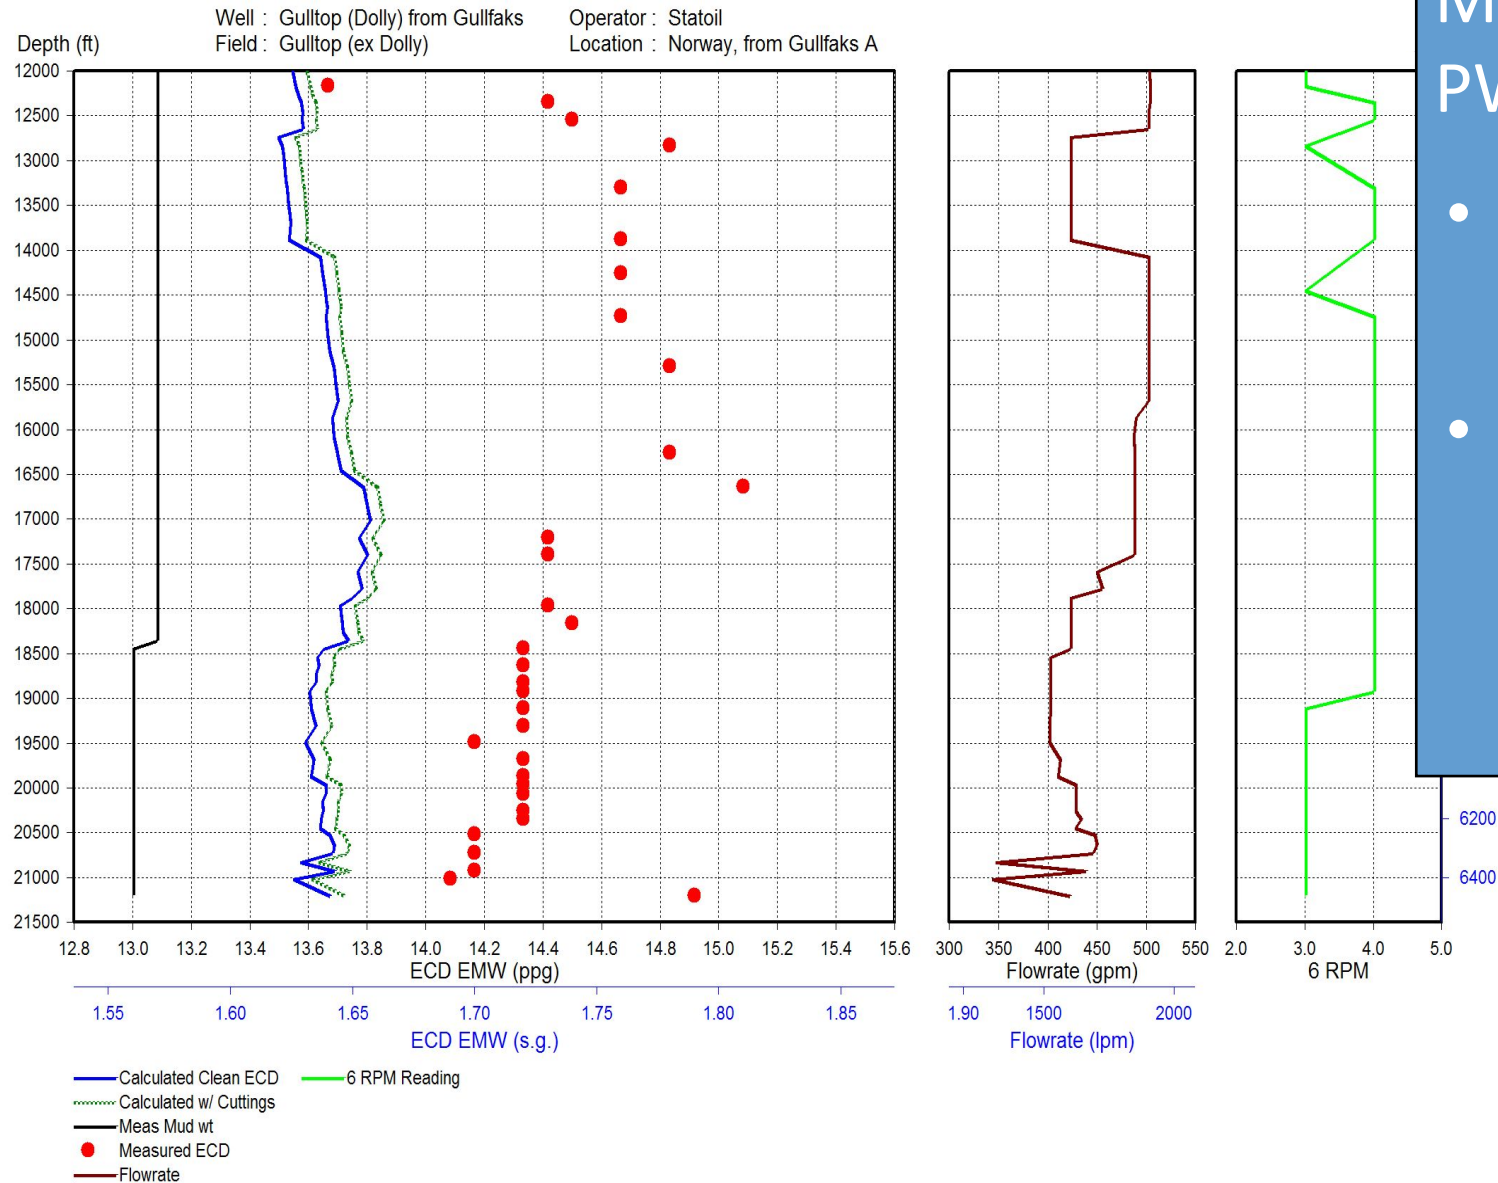 Well : Gulltop (Dolly) from Gullfaks Operator : Statoil
Depth (ft) Field : Gulltop (ex Dolly) Location : Norway, from Gullfaks A
M
PW
•
•
12000
12500
13000
13500
14000
14500
15000
15500
16000
16500
17000
17500
18000
18500
19000
19500
20000
20500
21000
21500
6200
6400
12.8 13.0 13.2 13.4 13.6 13.8 14.0 14.2 14.4 14.6 14.8 15.0 15.2 15.4 15.6 300 350 400 450 500 550 2.0 3.0 4.0 5.0
ECD EMW (ppg) Flowrate (gpm) 6 RPM
1.55 1.60 1.65 1.70 1.75 1.80 1.85 1.90 1500 2000
ECD EMW (s.g.) Flowrate (lpm)
Calculated Clean ECD 6 RPM Reading
Calculated w/ Cuttings
Meas Mud wt
Measured ECD
Flowrate